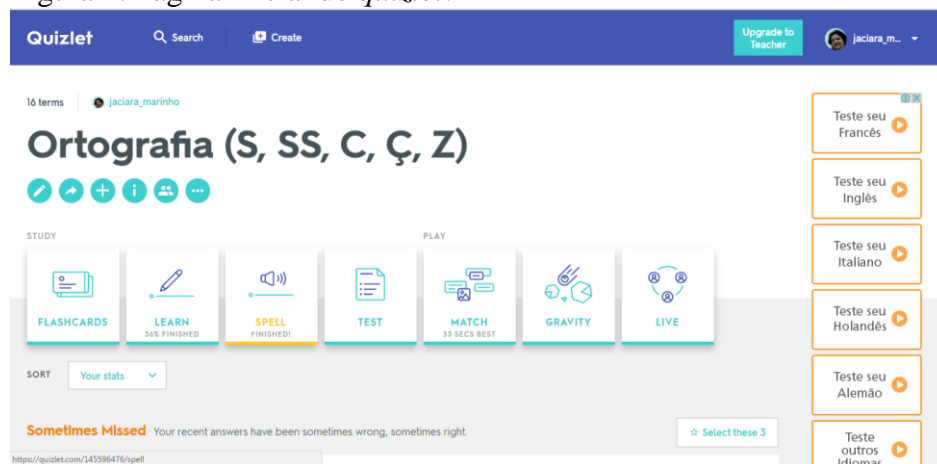 Quizlet
Search
Create
Upgrade to
Teacher
jaciara_m...
16 terms
jaciara_marinho
Ortografia (S, SS, C, Ç, Z)
STUDY
PLAY
FLASHCARDS
LEARN
36% FINISHED
SPELL
FINISHED!
TEST
MATCH
33 SECS BEST
GRAVITY
LIVE
SORT
Your stats
Sometimes Missed Your recent answers have been sometimes wrong, sometimes right.
Select these 3
https://quizlet.com/145596476/spell
Teste seu
Francês
Teste seu
Inglês
Teste seu
Italiano
Teste seu
Holandês
Teste seu
Alemão
Teste
outros
Idiomas